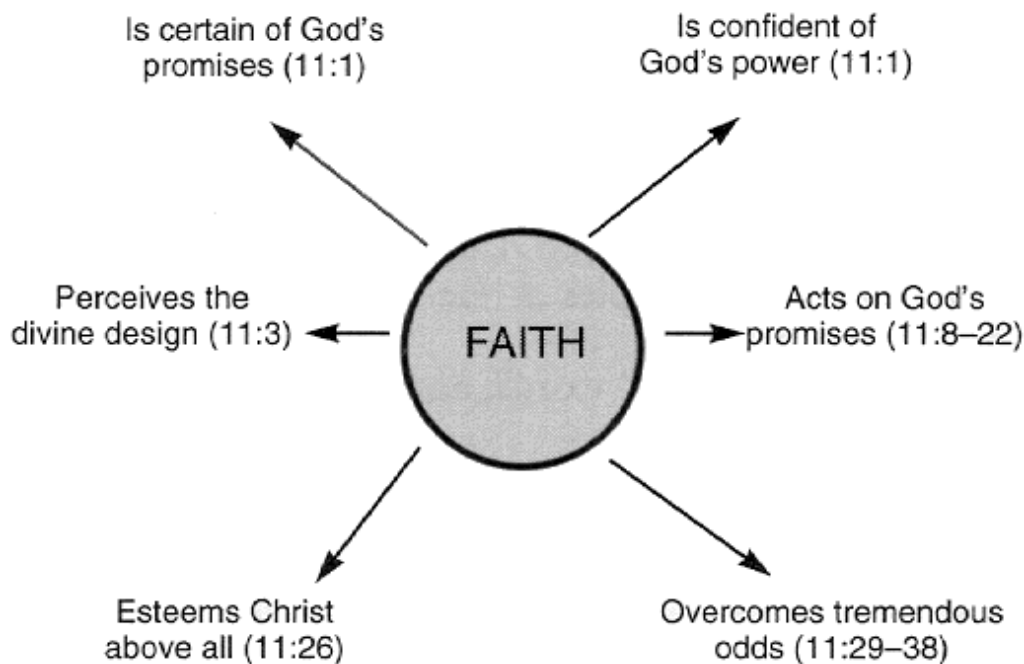 Is certain of God's
promises (11:1)
Is confident of
God's power (11:1)
Perceives the
divine design (11:3)
FAITH
Acts on God's
promises (11:8–22)
Esteems Christ
above all (11:26)
Overcomes tremendous
odds (11:29–38)